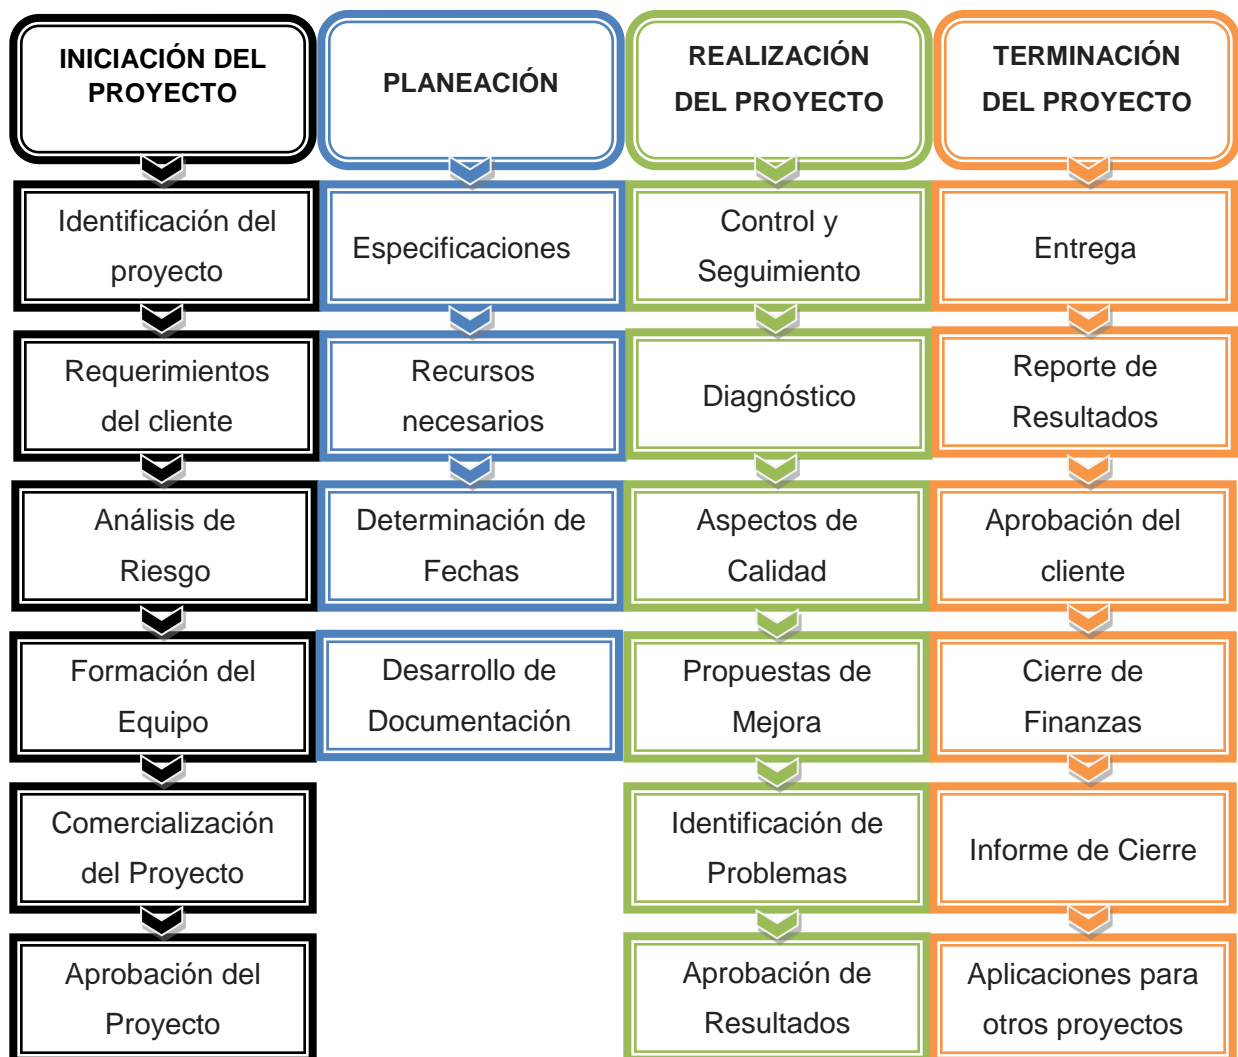 INICIACIÓN DEL
PROYECTO
Identificación del
proyecto
Requerimientos
del cliente
Análisis de
Riesgo
Formación del
Equipo
Comercialización
del Proyecto
Aprobación del
Proyecto
PLANEACIÓN
Especificaciones
Recursos
necesarios
Determinación de
Fechas
Desarrollo de
Documentación
REALIZACIÓN
DEL PROYECTO
Control y
Seguimiento
Diagnóstico
Aspectos de
Calidad
Propuestas de
Mejora
Identificación de
Problemas
Aprobación de
Resultados
TERMINACIÓN
DEL PROYECTO
Entrega
Reporte de
Resultados
Aprobación del
cliente
Cierre de
Finanzas
Informe de Cierre
Aplicaciones para
otros proyectos